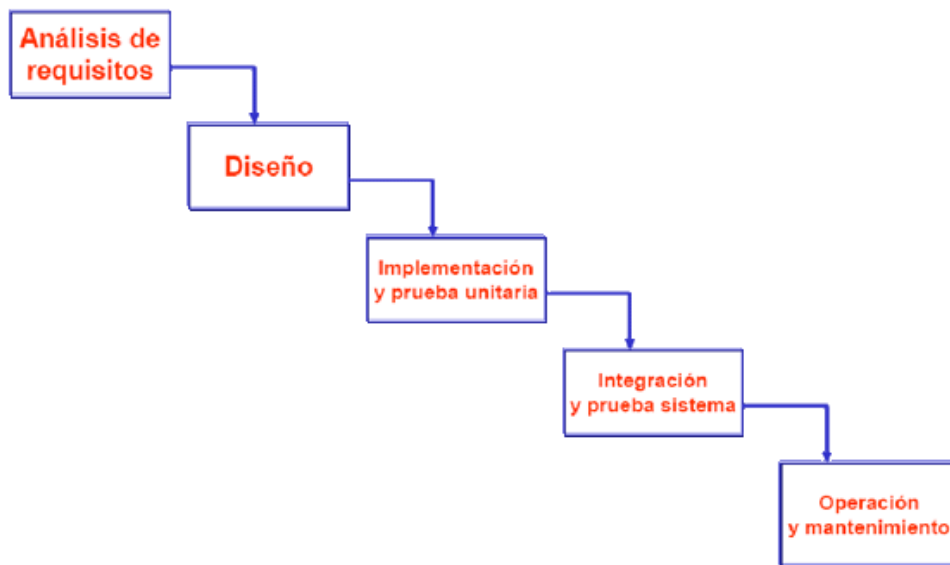 Análisis de
requisitos
Diseño
Implementación
y prueba unitaria
Integración
y prueba sistema
Operación
y mantenimiento